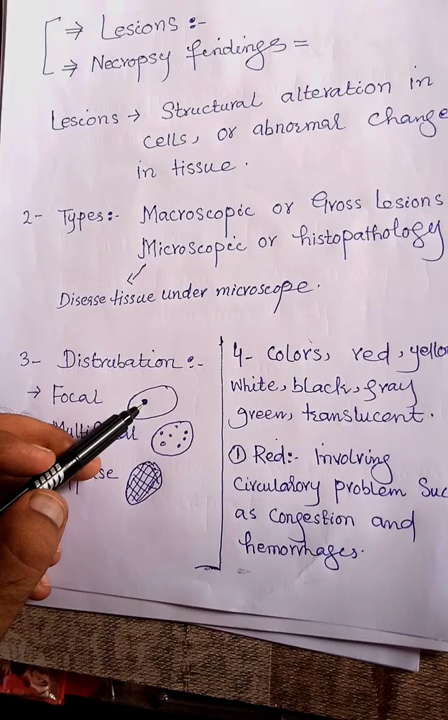 ⇒ Lesions :-
⇒ Necropsy findings =
Lesions → Structural alteration in
cells, or abnormal change
in tissue.
2- Types:- Macroscopic or Gross Lesions
Microscopic or histopathology
Disease tissue under microscope.
3- Distrubation :-
→ Focal
4- Colors, red, yellow
white, black, gray
green, translucent.
① Red:- Involving
Circulatory problem Suc
as Congestion and
hemorrhages.